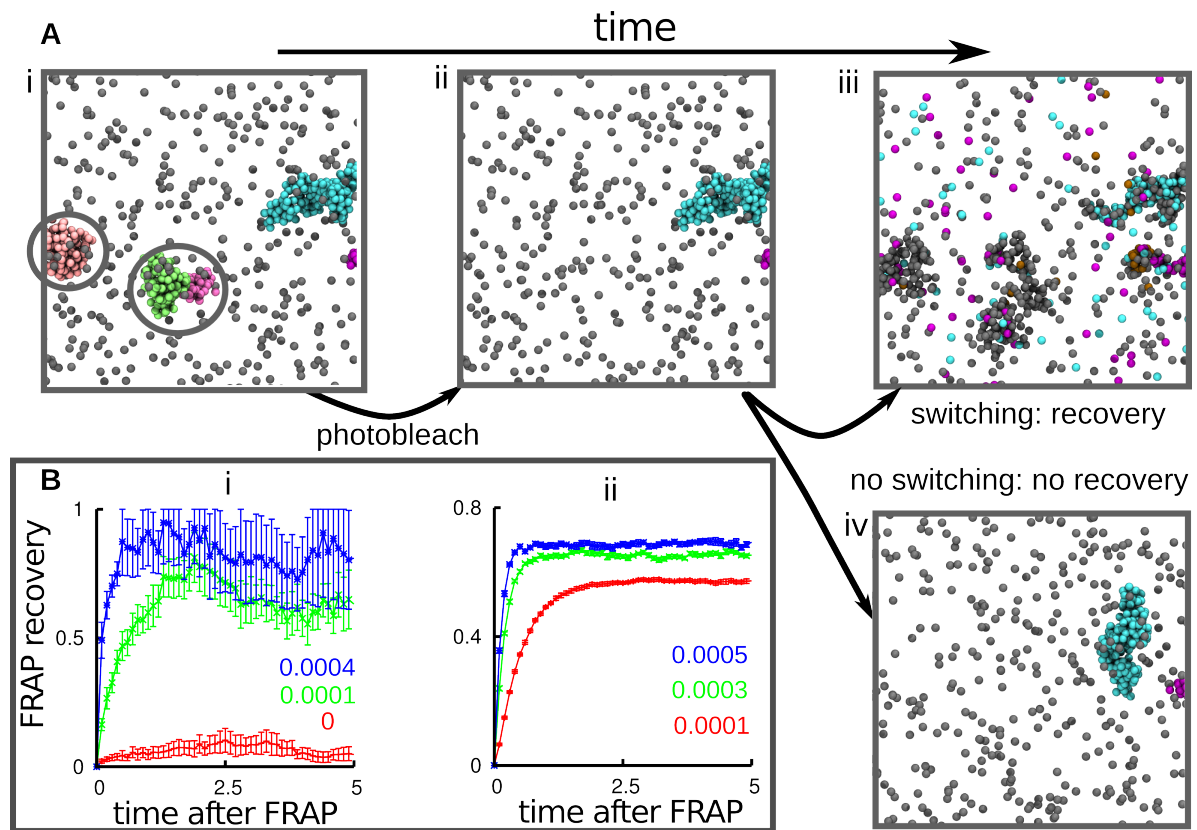 A
time
i
ii
iii
photobleach
switching: recovery
no switching: no recovery
iv
B
i
ii
FRAP recovery
1
0.5
0
0.0004
0.0001
0
0
2.5
5
time after FRAP
0.8
0.4
0
0.0005
0.0003
0.0001
0
2.5
5
time after FRAP